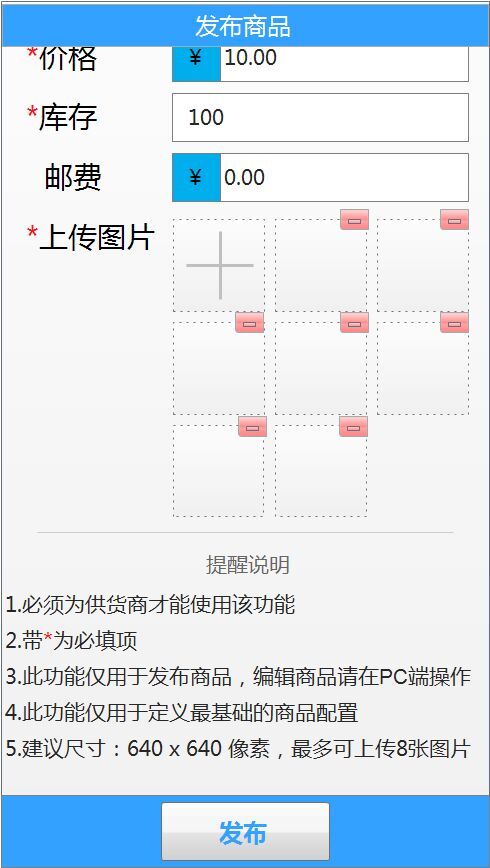 发布商品
*价格 ¥ 10.00
*库存 100
邮费 ¥ 0.00
*上传图片
提醒说明
1.必须为供货商才能使用该功能
2.带*为必填项
3.此功能仅用于发布商品，编辑商品请在PC端操作
4.此功能仅用于定义最基础的商品配置
5.建议尺寸：640 x 640 像素，最多可上传8张图片
发布